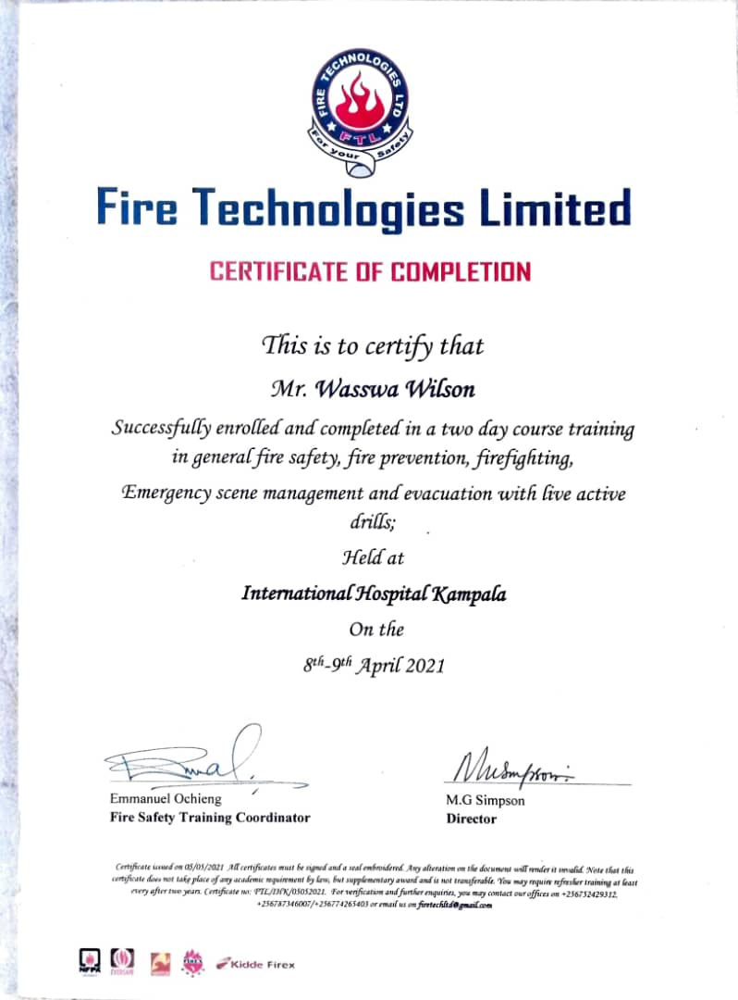 FIRE TECHNOLOGIES LTD
FTL
For your Safety
Fire Technologies Limited
CERTIFICATE OF COMPLETION
This is to certify that
Mr. Wasswa Wilson
Successfully enrolled and completed in a two day course training
in general fire safety, fire prevention, firefighting,
Emergency scene management and evacuation with live active
drills;
Held at
International Hospital Kampala
On the
8th-9th April 2021
Emmanuel Ochieng
Fire Safety Training Coordinator
M.G Simpson
Director
Certificate issued on 05/05/2021 All certificates must be signed and a seal embroidered. Any alteration on the document will render it invalid. Note that this
certificate does not take place of any academic requirement by law, but supplementary award and is not transferable. You may require refresher training at least
every after two years. Certificate no: FTL/IHK/05052021. For verification and further enquiries, you may contact our offices on +256752429312,
+256787346007/+256774265403 or email us on firetechltd@gmail.com
NFPA
FIREX
Kidde Firex